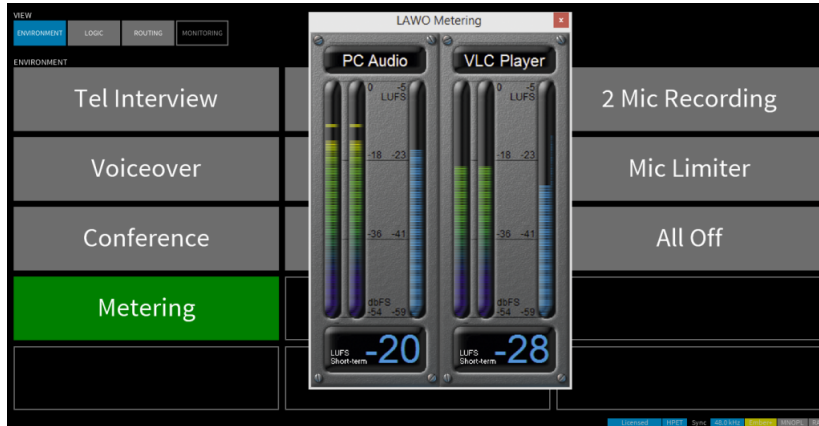 VIEW
ENVIRONMENT LOGIC ROUTING MONITORING
ENVIRONMENT
Tel Interview
2 Mic Recording
Voiceover
Mic Limiter
Conference
All Off
Metering
LAWO Metering x
PC Audio
0 -5
LUFS
-18 -23
-36 -41
dbFS
-54 -59
LUFS
Short-term
-20
VLC Player
0 -5
LUFS
-18 -23
-36 -41
dbFS
-54 -59
LUFS
Short-term
-28
Licensed HPET Sync 48.0 kHz MNOPL RA